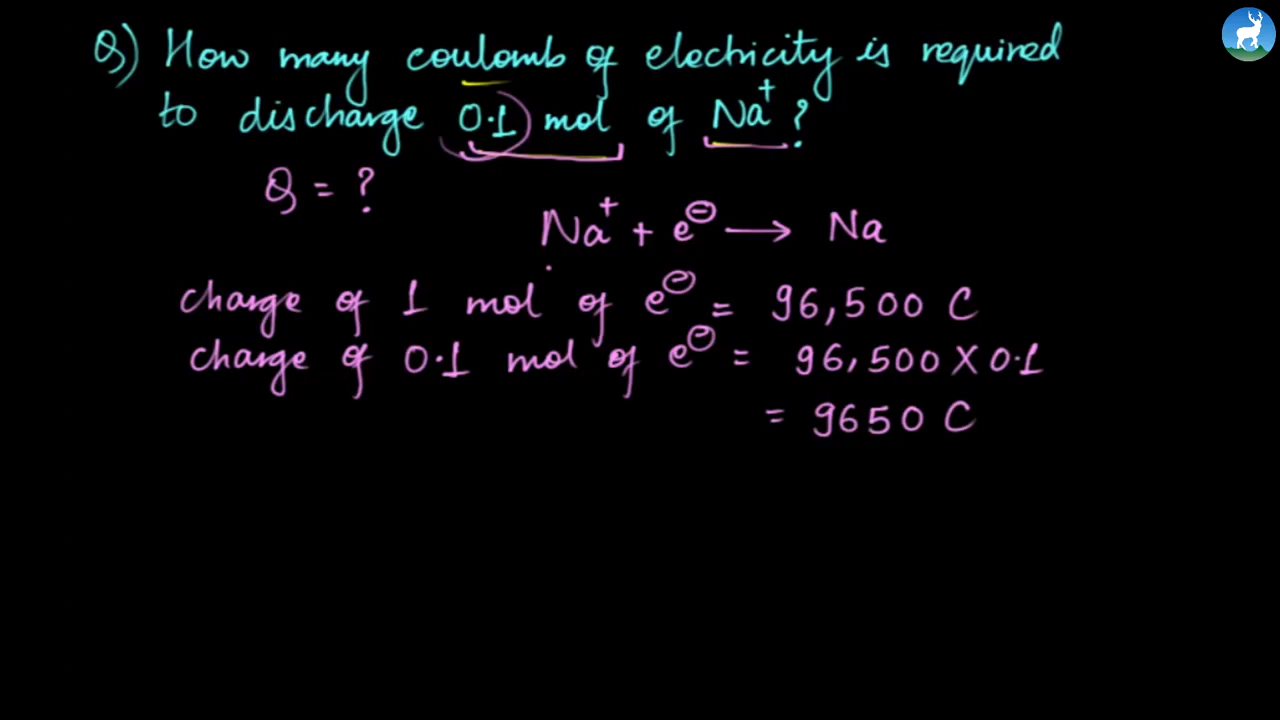 Q) How many coulomb of electricity is required
to discharge 0.1 mol of Na⁺ ?
Q = ?
Na⁺ + e⊖ ⟶ Na
charge of 1 mol of e⊖ = 96,500 C
charge of 0.1 mol of e⊖ = 96,500 X 0.1
= 9650 C